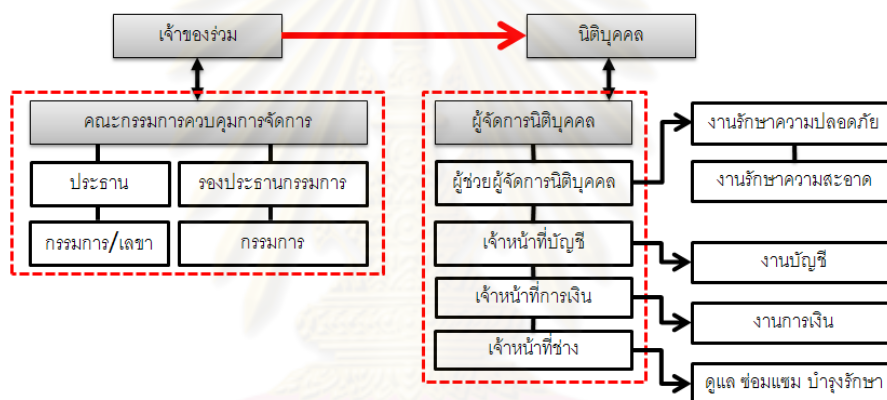 เจ้าของร่วม
นิติบุคคล
คณะกรรมการควบคุมการจัดการ
ประธาน
รองประธานกรรมการ
กรรมการ/เลขา
กรรมการ
ผู้จัดการนิติบุคคล
ผู้ช่วยผู้จัดการนิติบุคคล
เจ้าหน้าที่บัญชี
เจ้าหน้าที่การเงิน
เจ้าหน้าที่ช่าง
งานรักษาความปลอดภัย
งานรักษาความสะอาด
งานบัญชี
งานการเงิน
ดูแล ซ่อมแซม บำรุงรักษา